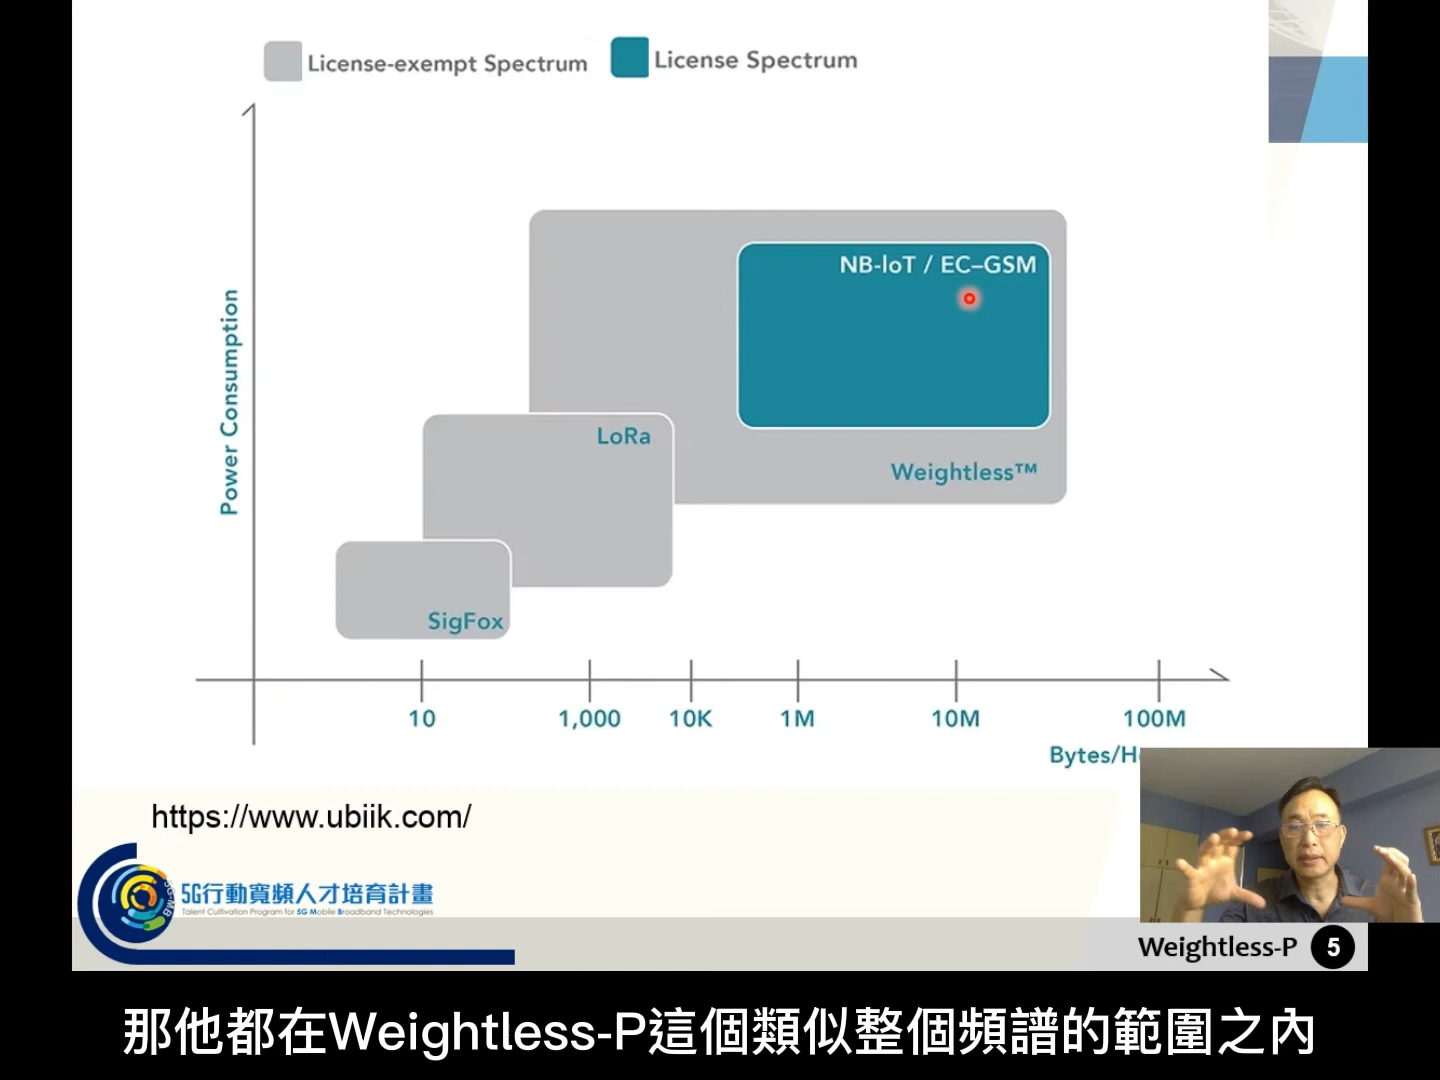 License-exempt Spectrum
License Spectrum
Power Consumption
NB-IoT / EC–GSM
LoRa
Weightless™
SigFox
10
1,000
10K
1M
10M
100M
https://www.ubiik.com/
5G行動寬頻人才培育計畫
Talent Cultivation Program for 5G Mobile Broadband Technologies
Weightless-P 5
那他都在Weightless-P這個類似整個頻譜的範圍之內